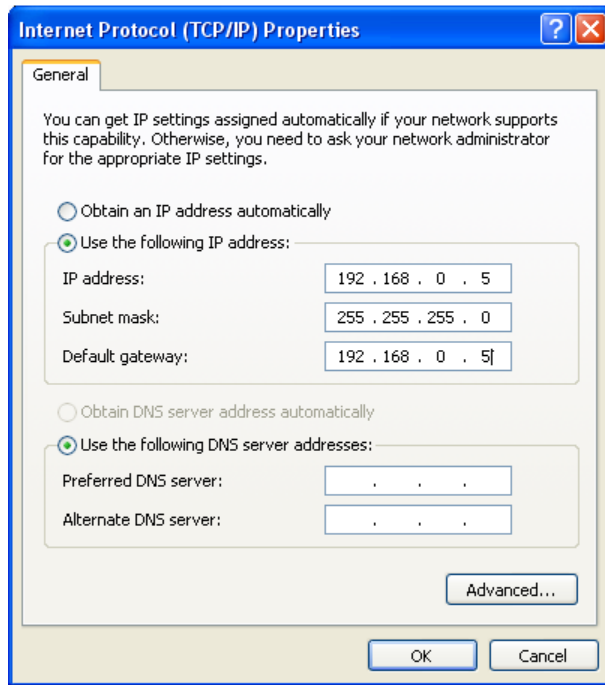 Internet Protocol (TCP/IP) Properties
General
You can get IP settings assigned automatically if your network supports
this capability. Otherwise, you need to ask your network administrator
for the appropriate IP settings.
Obtain an IP address automatically
Use the following IP address:
IP address: 192 . 168 . 0 . 5
Subnet mask: 255 . 255 . 255 . 0
Default gateway: 192 . 168 . 0 . 5
Obtain DNS server address automatically
Use the following DNS server addresses:
Preferred DNS server: . . .
Alternate DNS server: . . .
Advanced...
OK Cancel